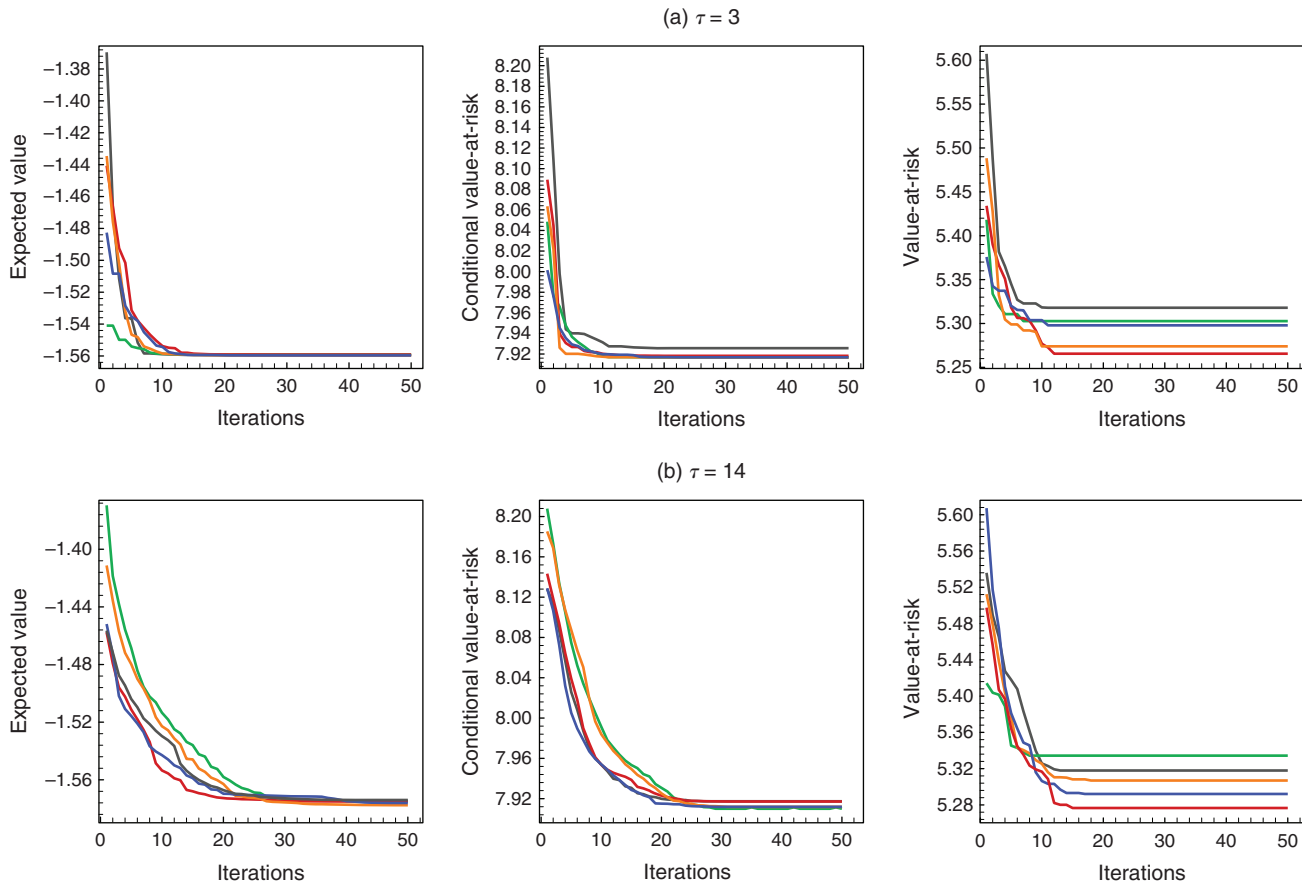 (a) τ = 3
Expected value
−1.38
−1.40
−1.42
−1.44
−1.46
−1.48
−1.50
−1.52
−1.54
−1.56
0 10 20 30 40 50
Iterations
Conditional value-at-risk
8.20
8.18
8.16
8.14
8.12
8.10
8.08
8.06
8.04
8.02
8.00
7.98
7.96
7.94
7.92
0 10 20 30 40 50
Iterations
Value-at-risk
5.60
5.55
5.50
5.45
5.40
5.35
5.30
5.25
0 10 20 30 40 50
Iterations
(b) τ = 14
Expected value
−1.40
−1.44
−1.48
−1.52
−1.56
0 10 20 30 40 50
Iterations
Conditional value-at-risk
8.20
8.16
8.12
8.08
8.04
8.00
7.96
7.92
0 10 20 30 40 50
Iterations
Value-at-risk
5.60
5.56
5.52
5.48
5.44
5.40
5.36
5.32
5.28
0 10 20 30 40 50
Iterations